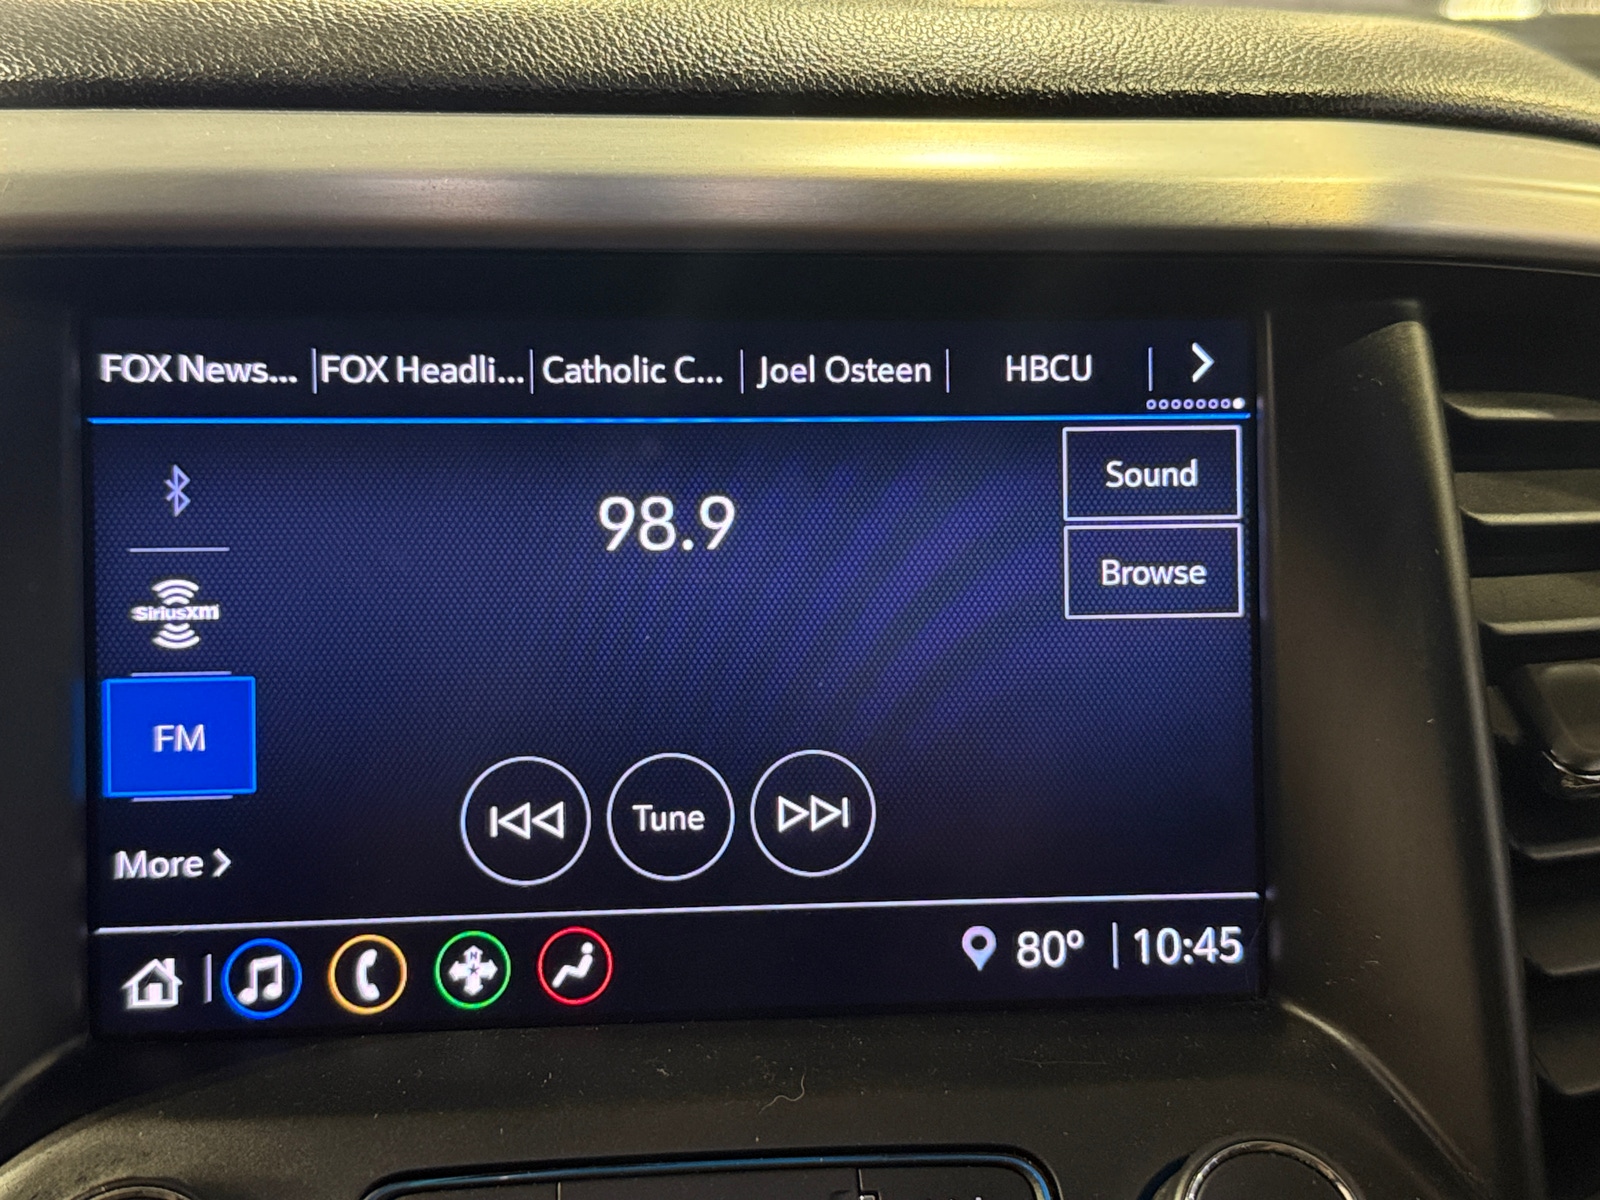 FOX News... FOX Headli... Catholic C... Joel Osteen HBCU
Sound
98.9
Browse
SiriusXM
FM
Tune
More
N
80° 10:45